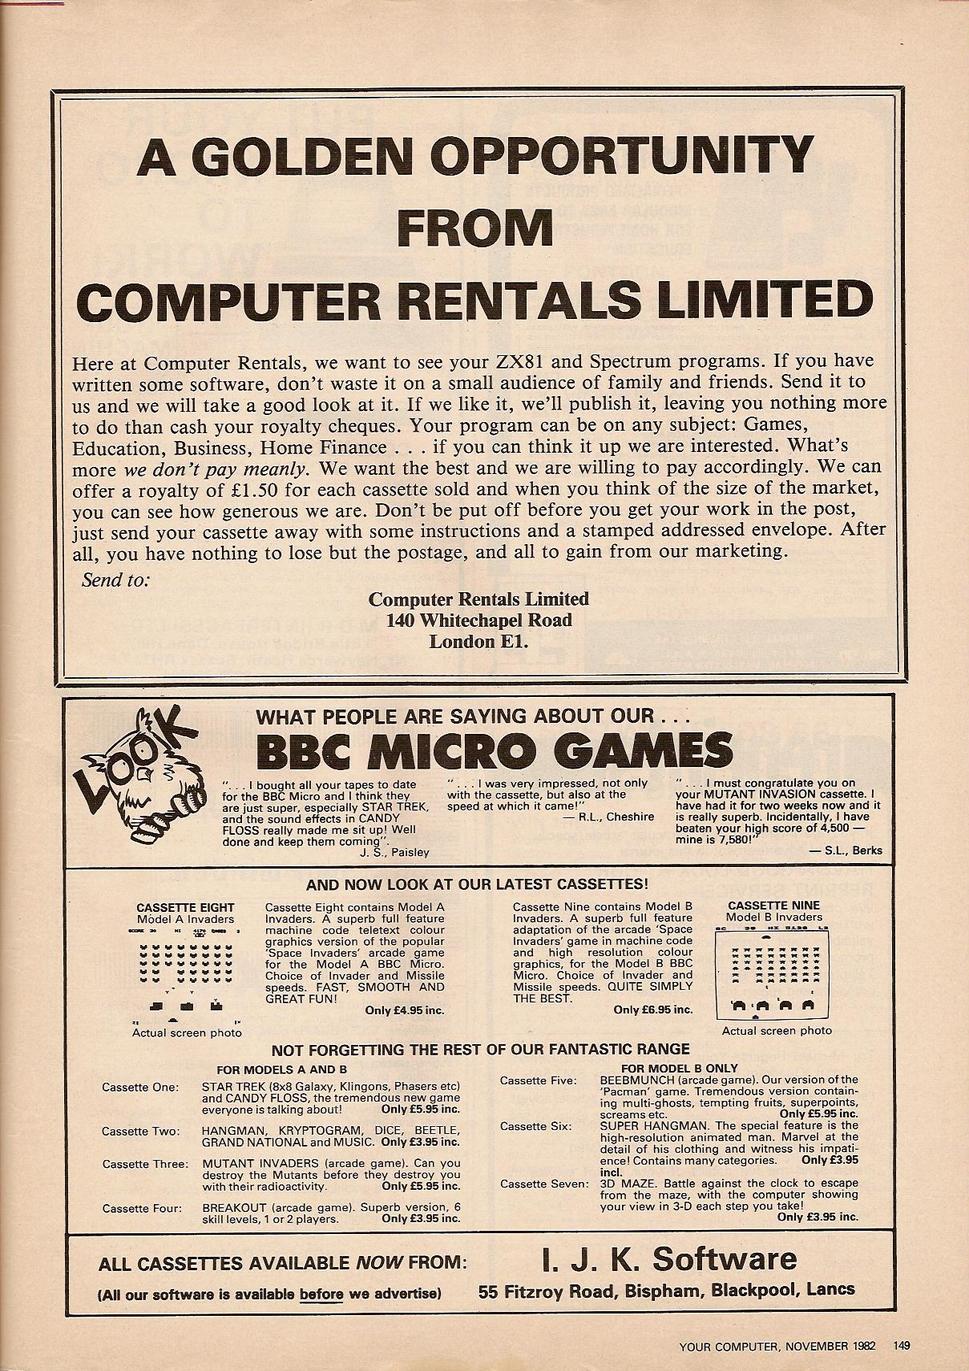 A GOLDEN OPPORTUNITY
FROM
COMPUTER RENTALS LIMITED
Here at Computer Rentals, we want to see your ZX81 and Spectrum programs. If you have
written some software, don't waste it on a small audience of family and friends. Send it to
us and we will take a good look at it. If we like it, we'll publish it, leaving you nothing more
to do than cash your royalty cheques. Your program can be on any subject: Games,
Education, Business, Home Finance . . . if you can think it up we are interested. What's
more we don't pay meanly. We want the best and we are willing to pay accordingly. We can
offer a royalty of £1.50 for each cassette sold and when you think of the size of the market,
you can see how generous we are. Don't be put off before you get your work in the post,
just send your cassette away with some instructions and a stamped addressed envelope. After
all, you have nothing to lose but the postage, and all to gain from our marketing.
Send to:
Computer Rentals Limited
140 Whitechapel Road
London E1.
LOOK
WHAT PEOPLE ARE SAYING ABOUT OUR . . .
BBC MICRO GAMES
". . . I bought all your tapes to date
for the BBC Micro and I think they
are just super, especially STAR TREK,
and the sound effects in CANDY
FLOSS really made me sit up! Well
done and keep them coming".
J. S., Paisley
". . . I was very impressed, not only
with the cassette, but also at the
speed at which it came!"
— R.L., Cheshire
". . . I must congratulate you on
your MUTANT INVASION cassette. I
have had it for two weeks now and it
is really superb. Incidentally, I have
beaten your high score of 4,500 —
mine is 7,580!"
— S.L., Berks
AND NOW LOOK AT OUR LATEST CASSETTES!
CASSETTE EIGHT
Model A Invaders
Actual screen photo
Cassette Eight contains Model A
Invaders. A superb full feature
machine code teletext colour
graphics version of the popular
'Space Invaders' arcade game
for the Model A BBC Micro.
Choice of Invader and Missile
speeds. FAST, SMOOTH AND
GREAT FUN!
Only £4.95 inc.
Cassette Nine contains Model B
Invaders. A superb full feature
adaptation of the arcade 'Space
Invaders' game in machine code
and high resolution colour
graphics, for the Model B BBC
Micro. Choice of Invader and
Missile speeds. QUITE SIMPLY
THE BEST.
Only £6.95 inc.
CASSETTE NINE
Model B Invaders
Actual screen photo
NOT FORGETTING THE REST OF OUR FANTASTIC RANGE
FOR MODELS A AND B
Cassette One: STAR TREK (8x8 Galaxy, Klingons, Phasers etc)
and CANDY FLOSS, the tremendous new game
everyone is talking about! Only £5.95 inc.
Cassette Two: HANGMAN, KRYPTOGRAM, DICE, BEETLE,
GRAND NATIONAL and MUSIC. Only £3.95 inc.
Cassette Three: MUTANT INVADERS (arcade game). Can you
destroy the Mutants before they destroy you
with their radioactivity. Only £5.95 inc.
Cassette Four: BREAKOUT (arcade game). Superb version, 6
skill levels, 1 or 2 players. Only £3.95 inc.
FOR MODEL B ONLY
Cassette Five: BEEBMUNCH (arcade game). Our version of the
'Pacman' game. Tremendous version contain-
ing multi-ghosts, tempting fruits, superpoints,
screams etc. Only £5.95 inc.
Cassette Six: SUPER HANGMAN. The special feature is the
high-resolution animated man. Marvel at the
detail of his clothing and witness his impati-
ence! Contains many categories. Only £3.95
incl.
Cassette Seven: 3D MAZE. Battle against the clock to escape
from the maze, with the computer showing
your view in 3-D each step you take!
Only £3.95 inc.
ALL CASSETTES AVAILABLE NOW FROM:
(All our software is available before we advertise)
I. J. K. Software
55 Fitzroy Road, Bispham, Blackpool, Lancs
YOUR COMPUTER, NOVEMBER 1982 149